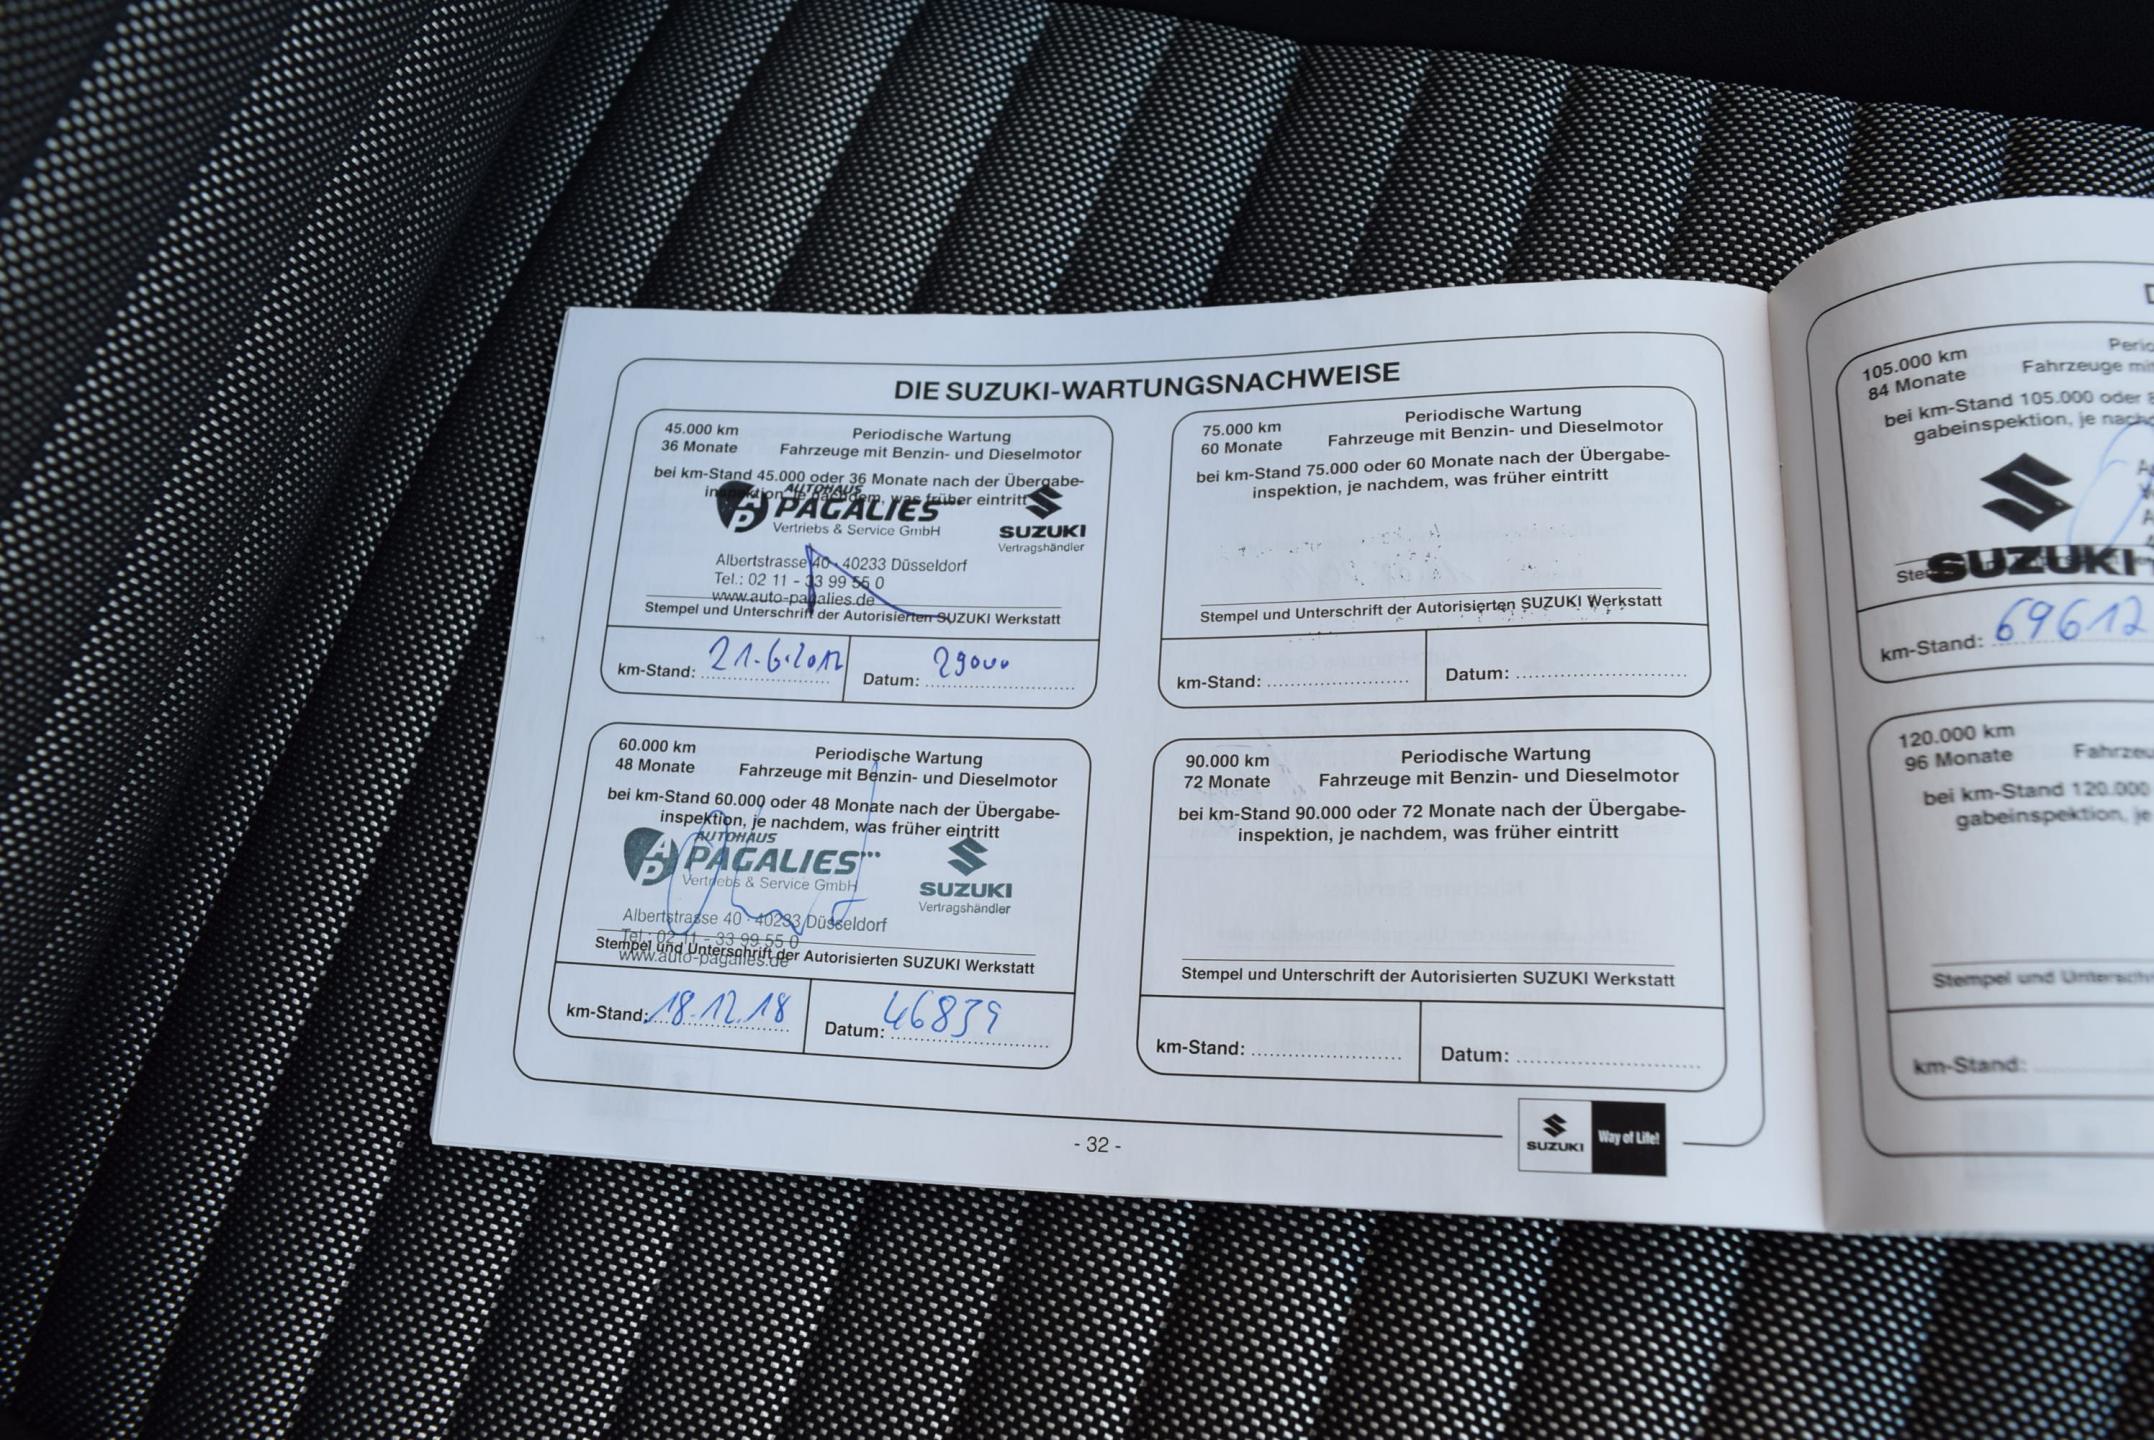 DIE SUZUKI-WARTUNGSNACHWEISE
45.000 km
36 Monate
Periodische Wartung
Fahrzeuge mit Benzin- und Dieselmotor
bei km-Stand 45.000 oder 36 Monate nach der Übergabe-
inspektion, je nachdem, was früher eintritt
AUTOHAUS
AP PAGALIES
Vertriebs & Service GmbH
SUZUKI
Vertragshändler
Albertstrasse 40 · 40233 Düsseldorf
Tel.: 02 11 - 33 99 55 0
www.auto-pagalies.de
Stempel und Unterschrift der Autorisierten SUZUKI Werkstatt
km-Stand: 21.6.2012
Datum: 29000
60.000 km
48 Monate
Periodische Wartung
Fahrzeuge mit Benzin- und Dieselmotor
bei km-Stand 60.000 oder 48 Monate nach der Übergabe-
inspektion, je nachdem, was früher eintritt
AUTOHAUS
AP PAGALIES
Vertriebs & Service GmbH
SUZUKI
Vertragshändler
Albertstrasse 40 · 40233 Düsseldorf
Tel.: 02 11 - 33 99 55 0
www.auto-pagalies.de
Stempel und Unterschrift der Autorisierten SUZUKI Werkstatt
km-Stand: 18.12.18
Datum: 46839
75.000 km
60 Monate
Periodische Wartung
Fahrzeuge mit Benzin- und Dieselmotor
bei km-Stand 75.000 oder 60 Monate nach der Übergabe-
inspektion, je nachdem, was früher eintritt
Stempel und Unterschrift der Autorisierten SUZUKI Werkstatt
km-Stand:
Datum:
90.000 km
72 Monate
Periodische Wartung
Fahrzeuge mit Benzin- und Dieselmotor
bei km-Stand 90.000 oder 72 Monate nach der Übergabe-
inspektion, je nachdem, was früher eintritt
Stempel und Unterschrift der Autorisierten SUZUKI Werkstatt
km-Stand:
Datum:
- 32 -
SUZUKI
Way of Life!
105.000 km
84 Monate
Fahrzeuge
bei km-Stand 105.000 oder
gabeinspektion, je
SUZUKI
km-Stand: 69612
120.000 km
96 Monate
bei km-Stand 120.000
gabeinspektion, je
Stempel und
km-Stand: